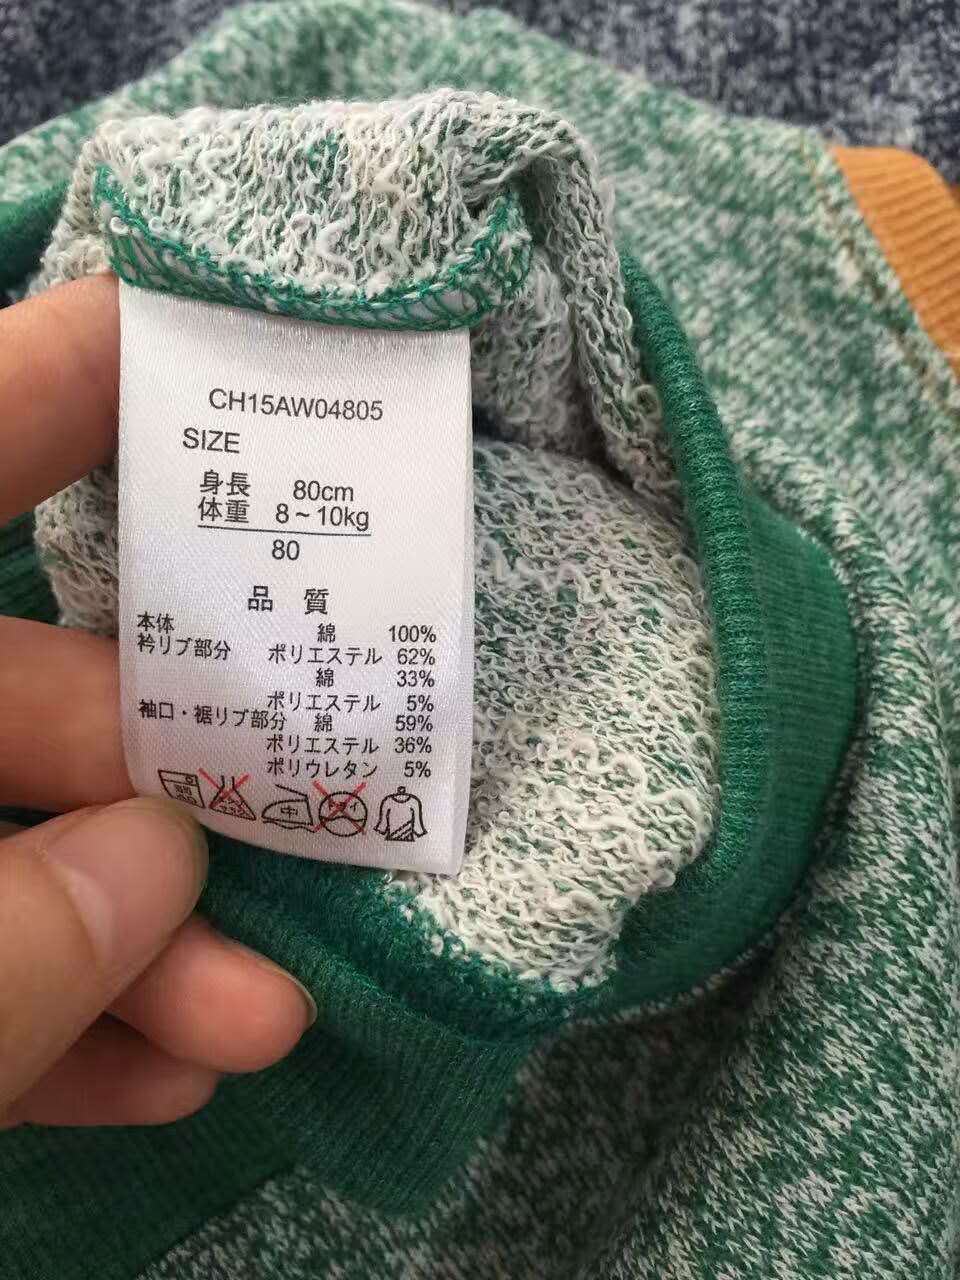 CH15AW04805
SIZE
身長 80cm
体重 8～10kg
80
品 質
本体 綿 100%
衿リブ部分 ポリエステル 62%
綿 33%
ポリエステル 5%
袖口・裾リブ部分 綿 59%
ポリエステル 36%
ポリウレタン 5%
中